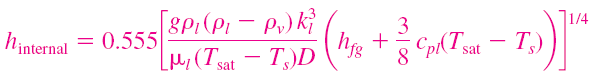 h_internal = 0.555 [ gρ_l(ρ_l − ρ_v)k_l^3 / μ_l(T_sat − T_s)D ( h_fg + 3/8 c_pl(T_sat − T_s) ) ]^1/4